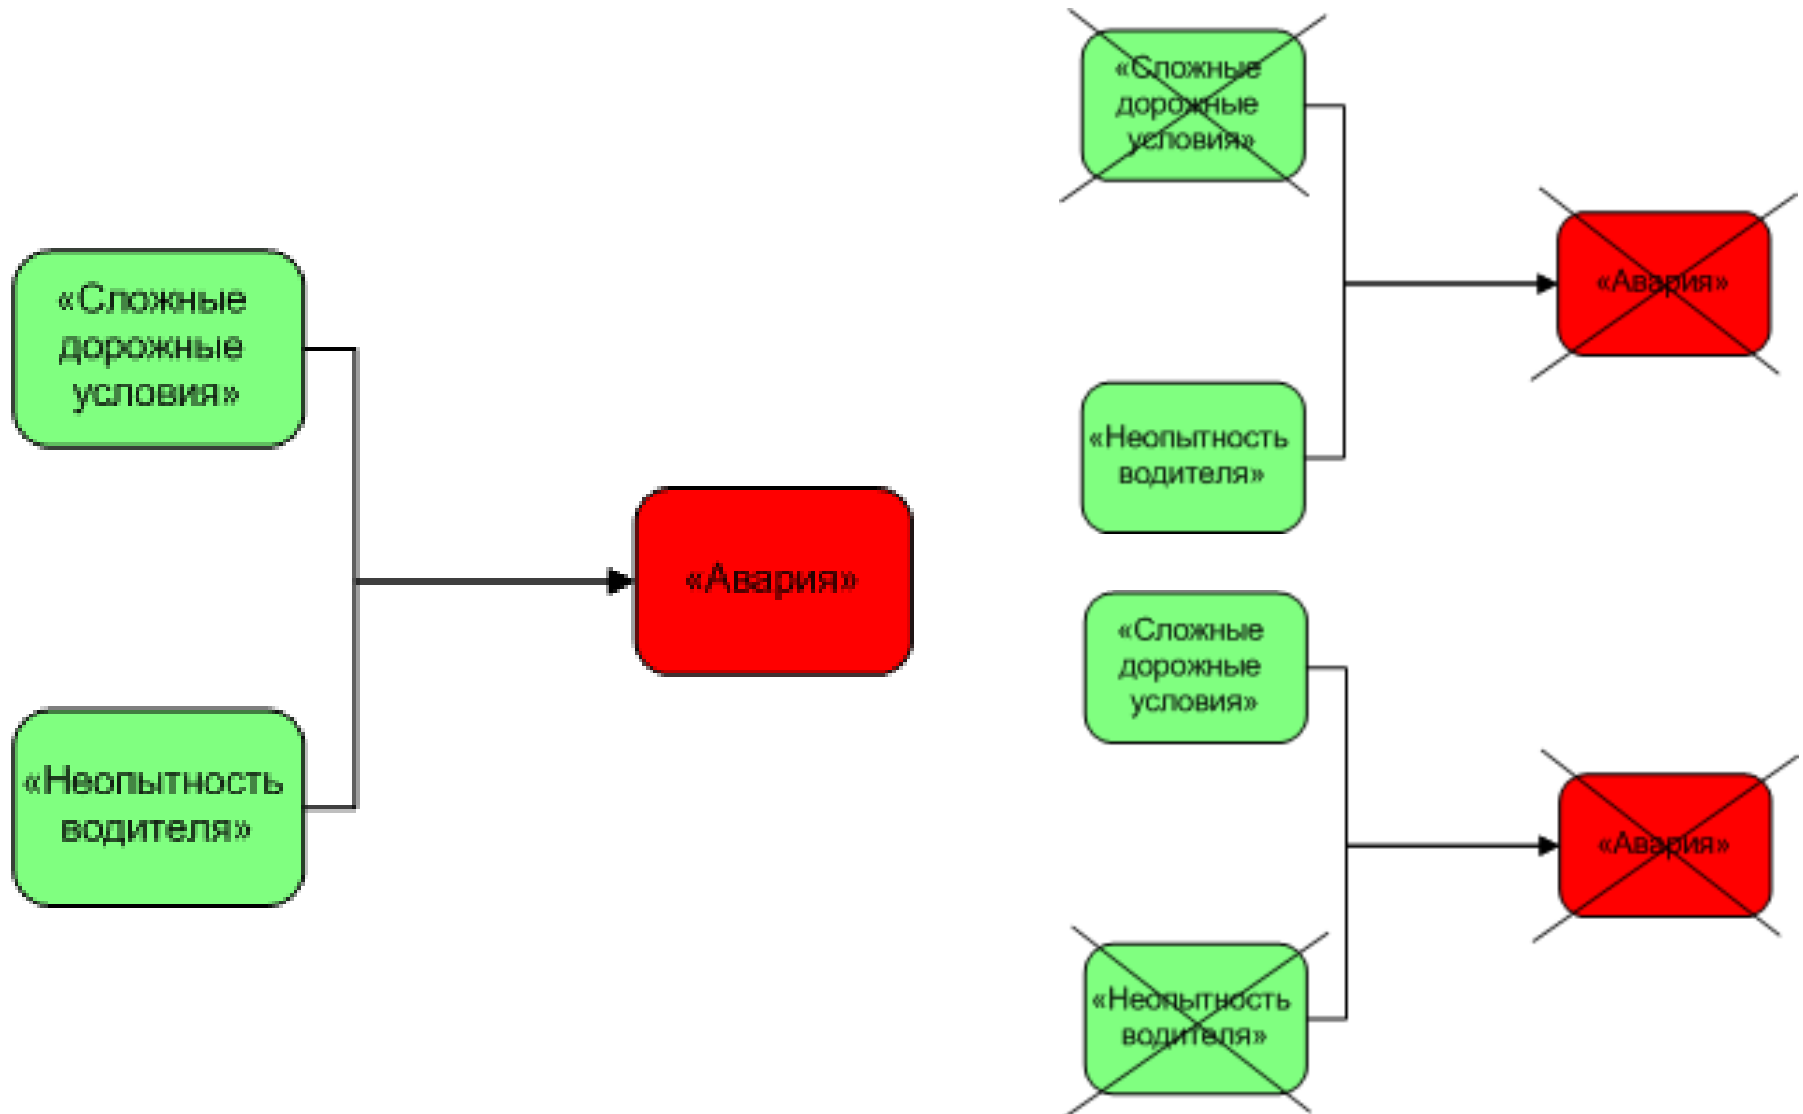 «Сложные
дорожные
условия»
«Неопытность
водителя»
«Авария»
«Сложные
дорожные
условия»
«Неопытность
водителя»
«Авария»
«Сложные
дорожные
условия»
«Неопытность
водителя»
«Авария»